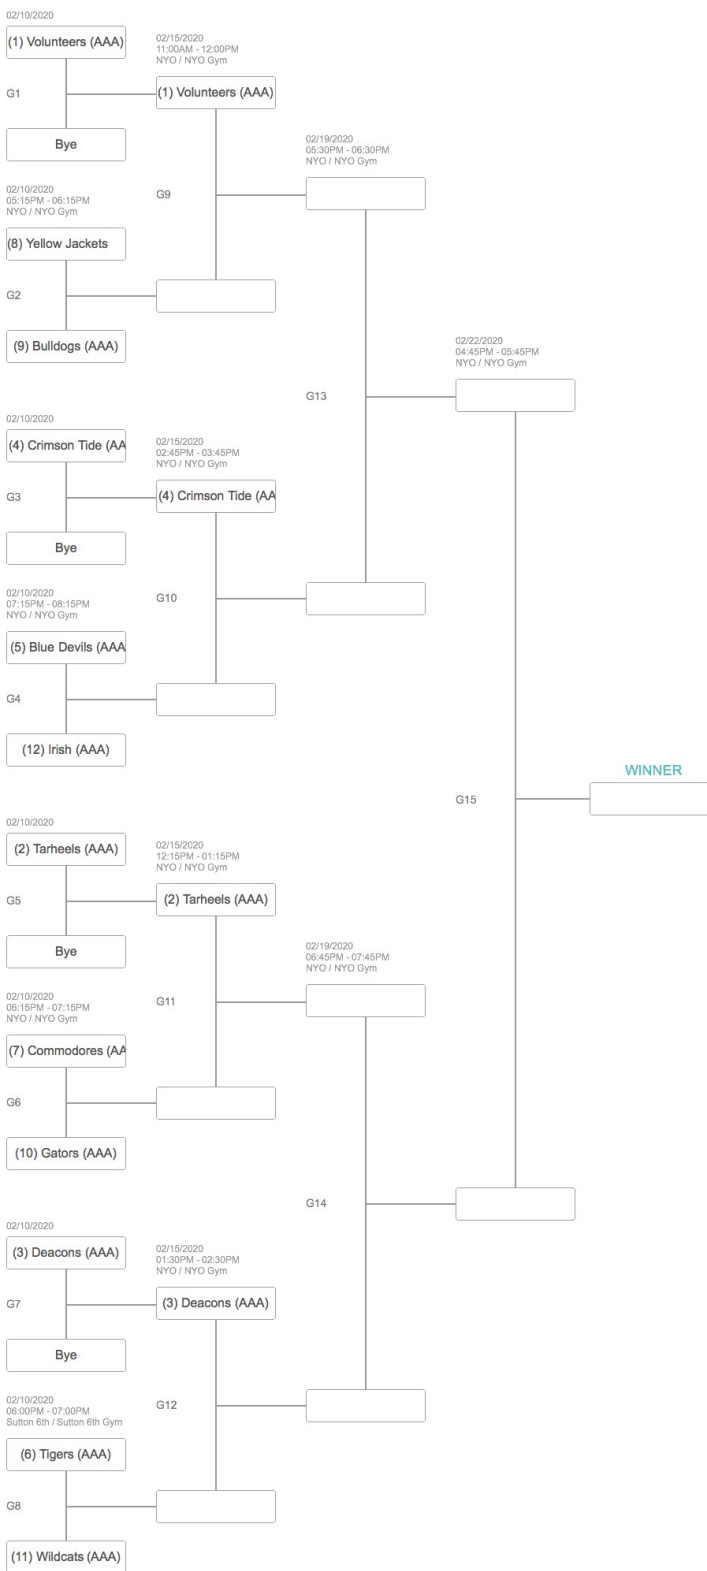 02/10/2020
(1) Volunteers (AAA)
G1
Bye
02/15/2020
11:00AM - 12:00PM
NYO / NYO Gym
(1) Volunteers (AAA)
G9
02/10/2020
05:15PM - 06:15PM
NYO / NYO Gym
(8) Yellow Jackets
G2
(9) Bulldogs (AAA)
02/19/2020
05:30PM - 06:30PM
NYO / NYO Gym
G13
02/10/2020
(4) Crimson Tide (AA
G3
Bye
02/15/2020
02:45PM - 03:45PM
NYO / NYO Gym
(4) Crimson Tide (AA
G10
02/10/2020
07:15PM - 08:15PM
NYO / NYO Gym
(5) Blue Devils (AAA
G4
(12) Irish (AAA)
02/22/2020
04:45PM - 05:45PM
NYO / NYO Gym
G15
WINNER
02/10/2020
(2) Tarheels (AAA)
G5
Bye
02/15/2020
12:15PM - 01:15PM
NYO / NYO Gym
(2) Tarheels (AAA)
G11
02/10/2020
06:15PM - 07:15PM
NYO / NYO Gym
(7) Commodores (AA
G6
(10) Gators (AAA)
02/19/2020
06:45PM - 07:45PM
NYO / NYO Gym
G14
02/10/2020
(3) Deacons (AAA)
G7
Bye
02/15/2020
01:30PM - 02:30PM
NYO / NYO Gym
(3) Deacons (AAA)
G12
02/10/2020
06:00PM - 07:00PM
Sutton 6th / Sutton 6th Gym
(6) Tigers (AAA)
G8
(11) Wildcats (AAA)